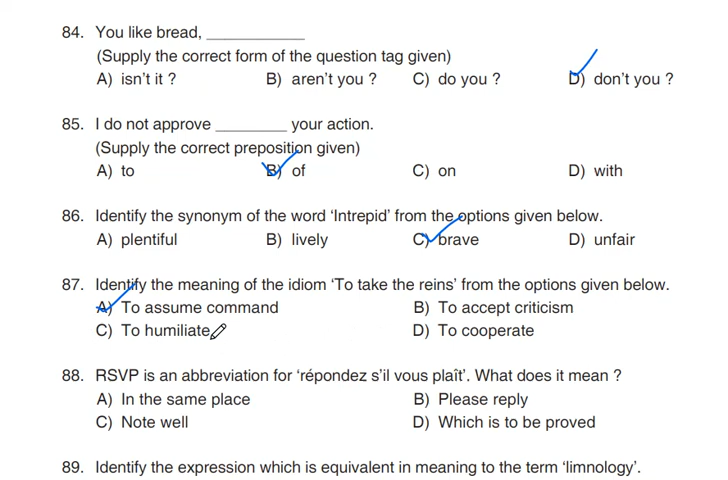 84. You like bread, ____________
(Supply the correct form of the question tag given)
A) isn't it ? B) aren't you ? C) do you ? D) don't you ?
85. I do not approve _________ your action.
(Supply the correct preposition given)
A) to B) of C) on D) with
86. Identify the synonym of the word ‘Intrepid’ from the options given below.
A) plentiful B) lively C) brave D) unfair
87. Identify the meaning of the idiom ‘To take the reins’ from the options given below.
A) To assume command B) To accept criticism
C) To humiliate D) To cooperate
88. RSVP is an abbreviation for ‘répondez s’il vous plaît’. What does it mean ?
A) In the same place B) Please reply
C) Note well D) Which is to be proved
89. Identify the expression which is equivalent in meaning to the term ‘limnology’.